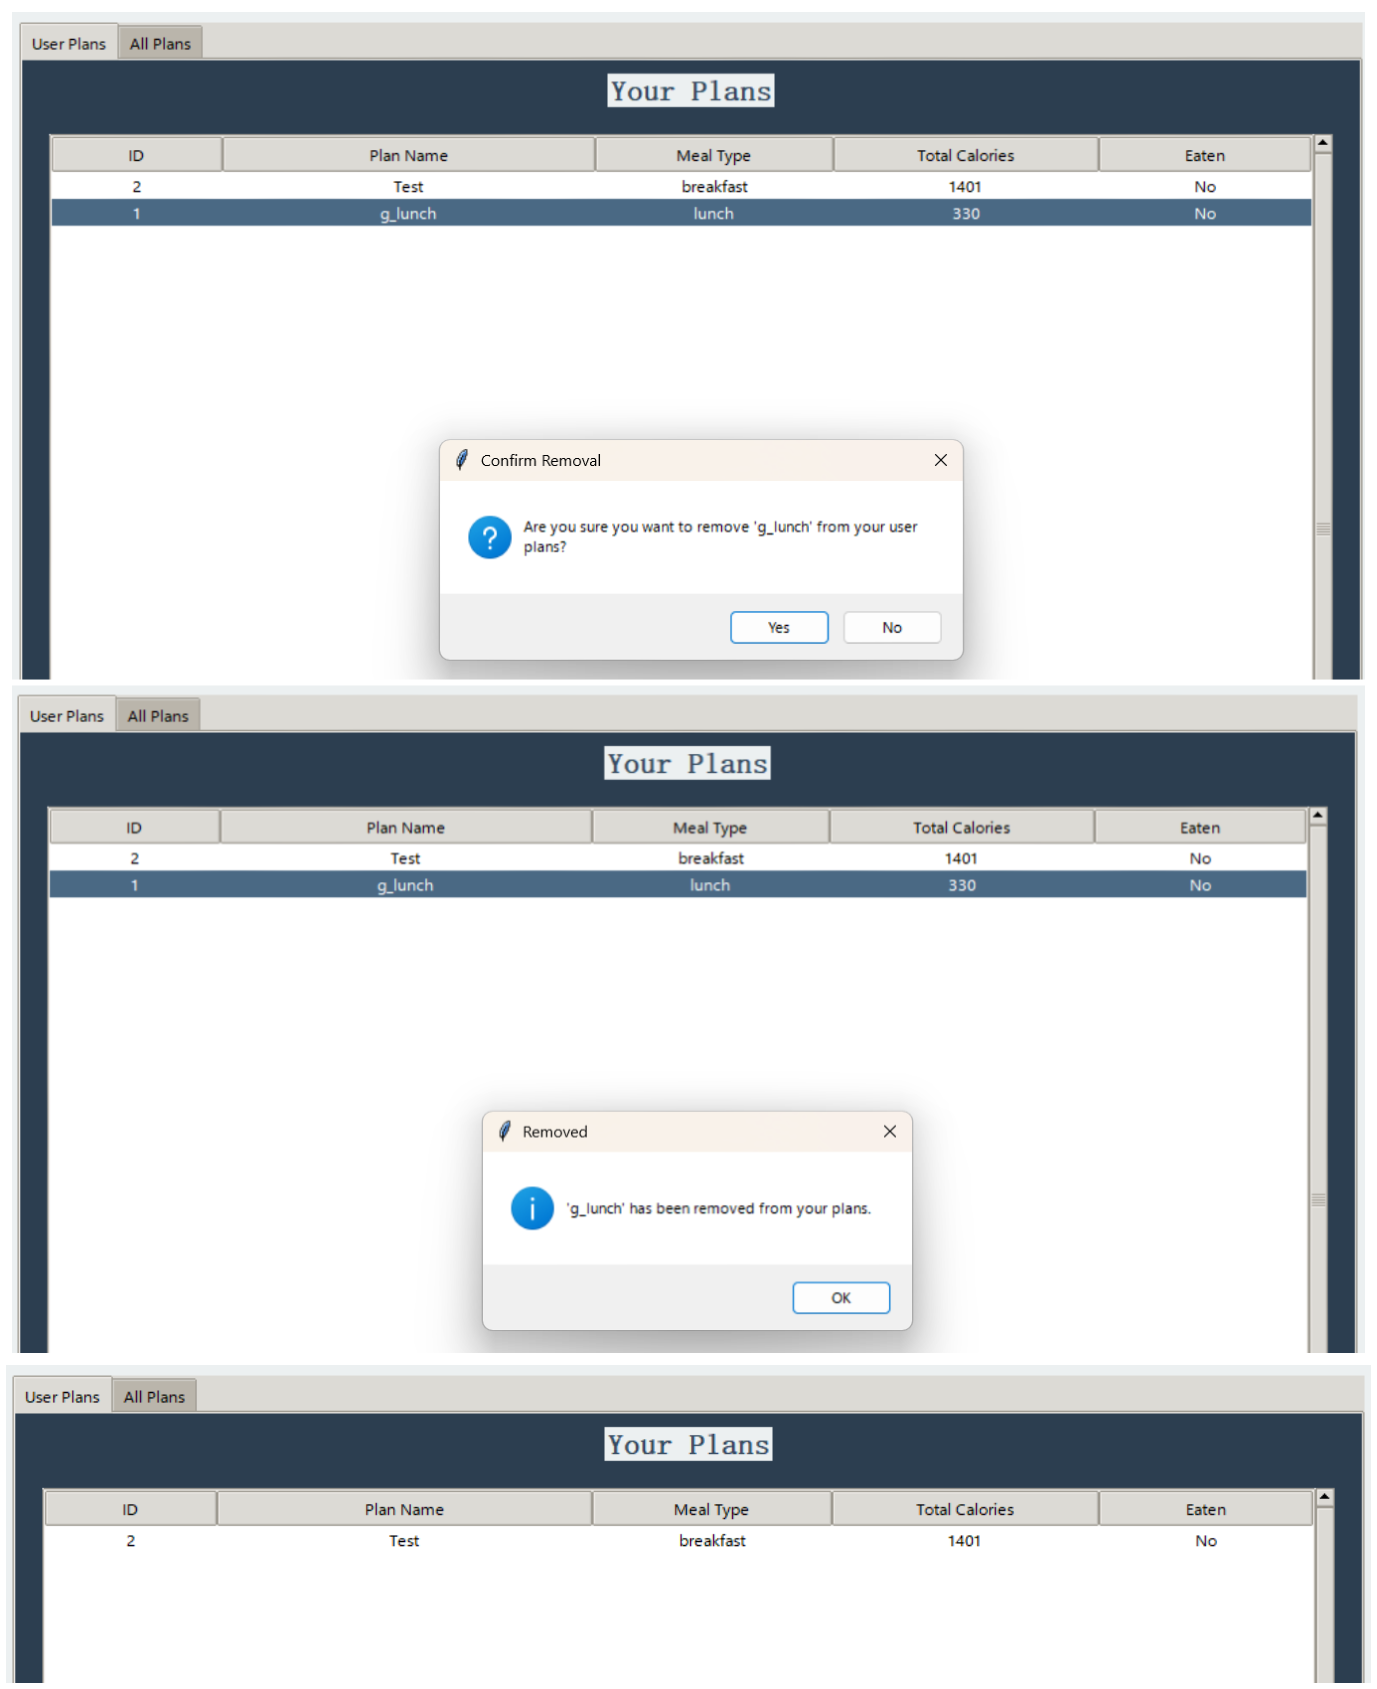 User Plans All Plans
Your Plans
ID Plan Name Meal Type Total Calories Eaten
2 Test breakfast 1401 No
1 g_lunch lunch 330 No
Confirm Removal
? Are you sure you want to remove 'g_lunch' from your user
plans?
Yes No
User Plans All Plans
Your Plans
ID Plan Name Meal Type Total Calories Eaten
2 Test breakfast 1401 No
1 g_lunch lunch 330 No
Removed
i 'g_lunch' has been removed from your plans.
OK
User Plans All Plans
Your Plans
ID Plan Name Meal Type Total Calories Eaten
2 Test breakfast 1401 No